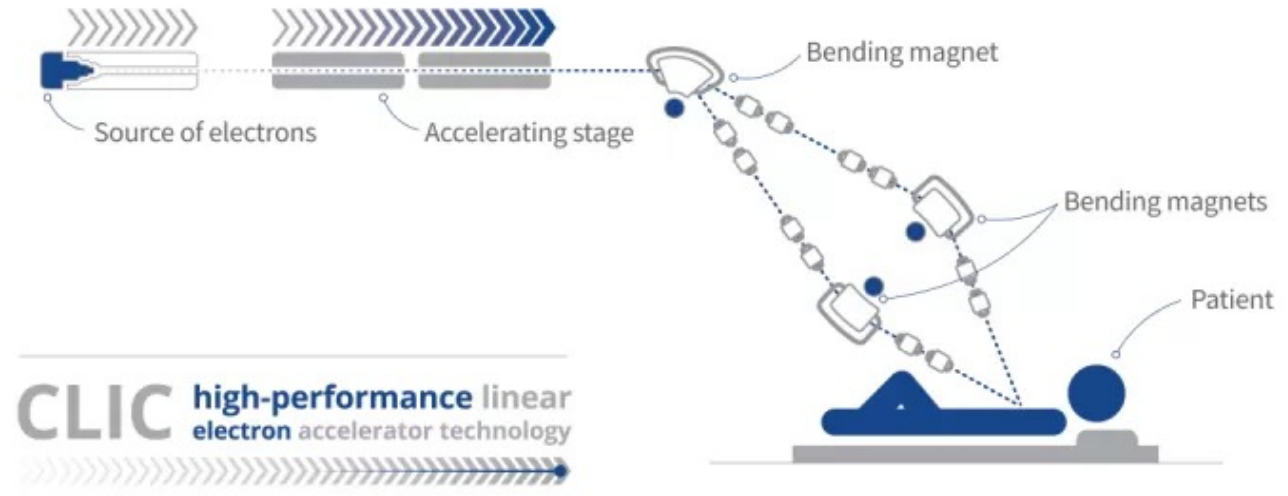 Bending magnet
Source of electrons
Accelerating stage
Bending magnets
Patient
CLIC high-performance linear
electron accelerator technology